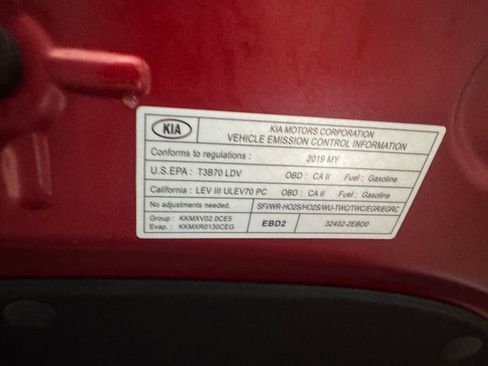 KIA
KIA MOTORS CORPORATION
VEHICLE EMISSION CONTROL INFORMATION
Conforms to regulations: 2019 MY
U.S.EPA : T3B70 LDV OBD : CA II Fuel : Gasoline
California : LEV III ULEV70 PC OBD : CA II Fuel : Gasoline
No adjustments needed. SFI/WR-HO2S/HO2S/WU-TWC/TWC/EGR/EGRC
Group : KKMXV02.0CE5
Evap. : KKMXR0130CEG
EBD2
32402-2EBD0